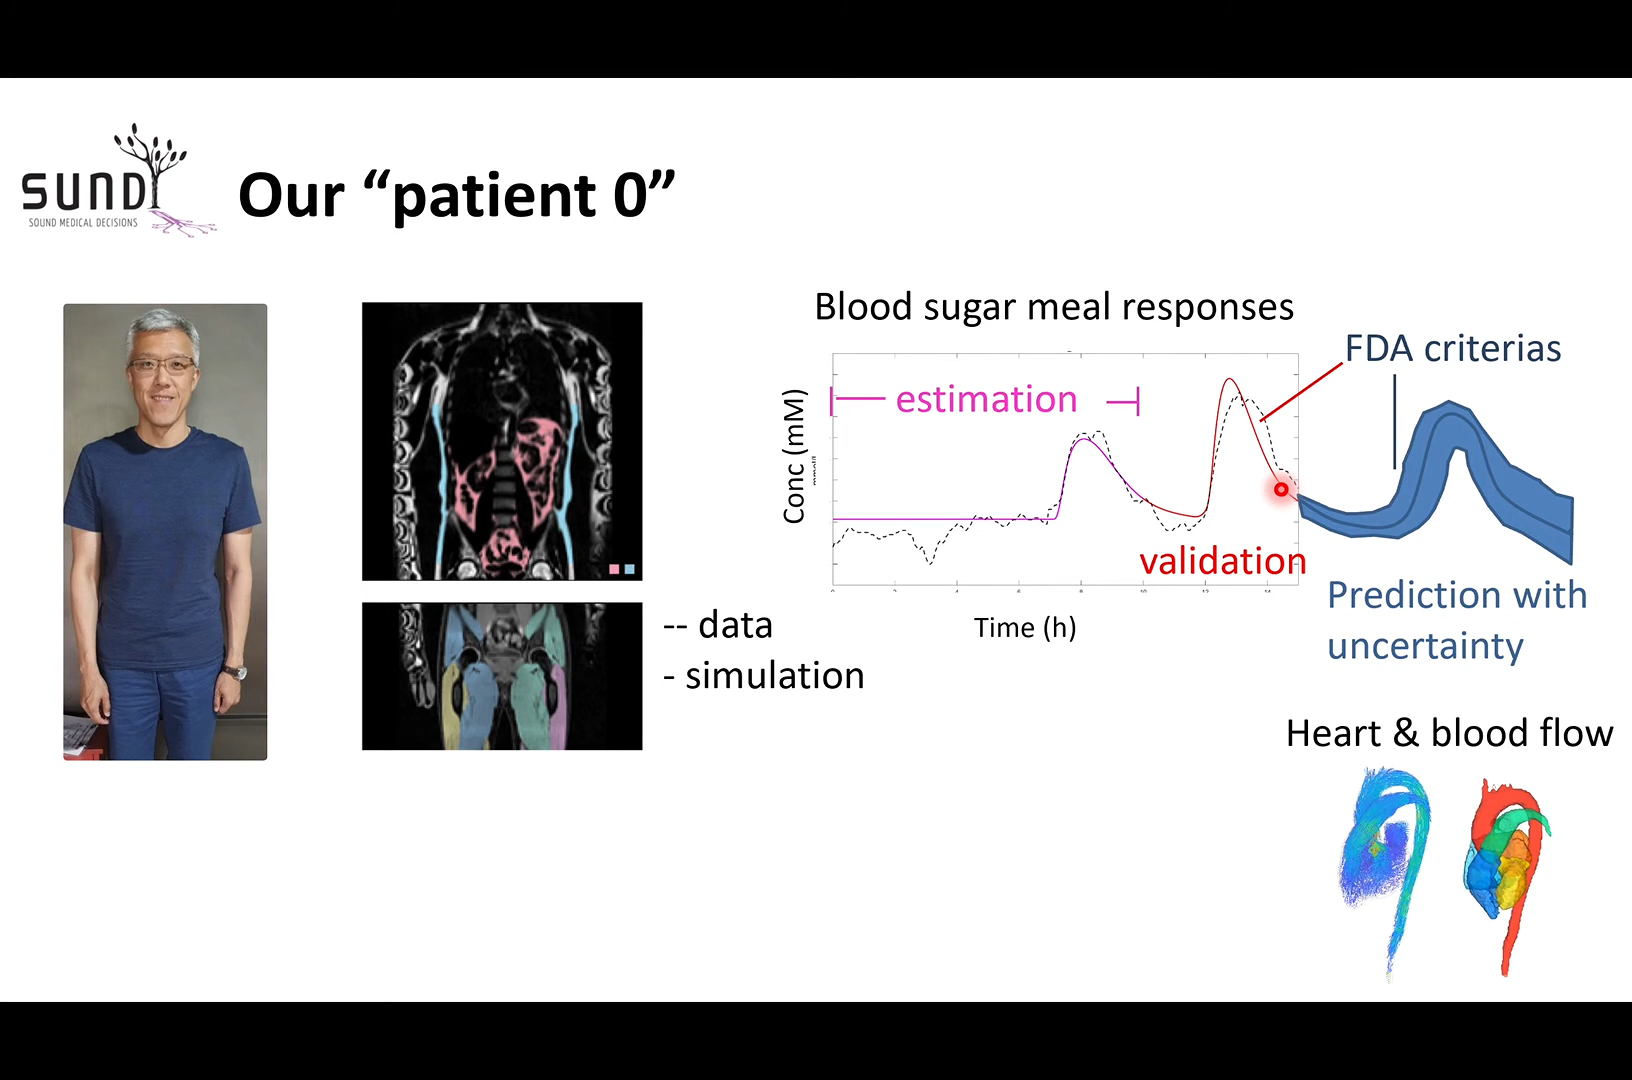 SUND
SOUND MEDICAL DECISIONS
Our “patient 0”
Blood sugar meal responses
FDA criterias
estimation
Conc (mM)
validation
Time (h)
-- data
- simulation
Prediction with
uncertainty
Heart & blood flow